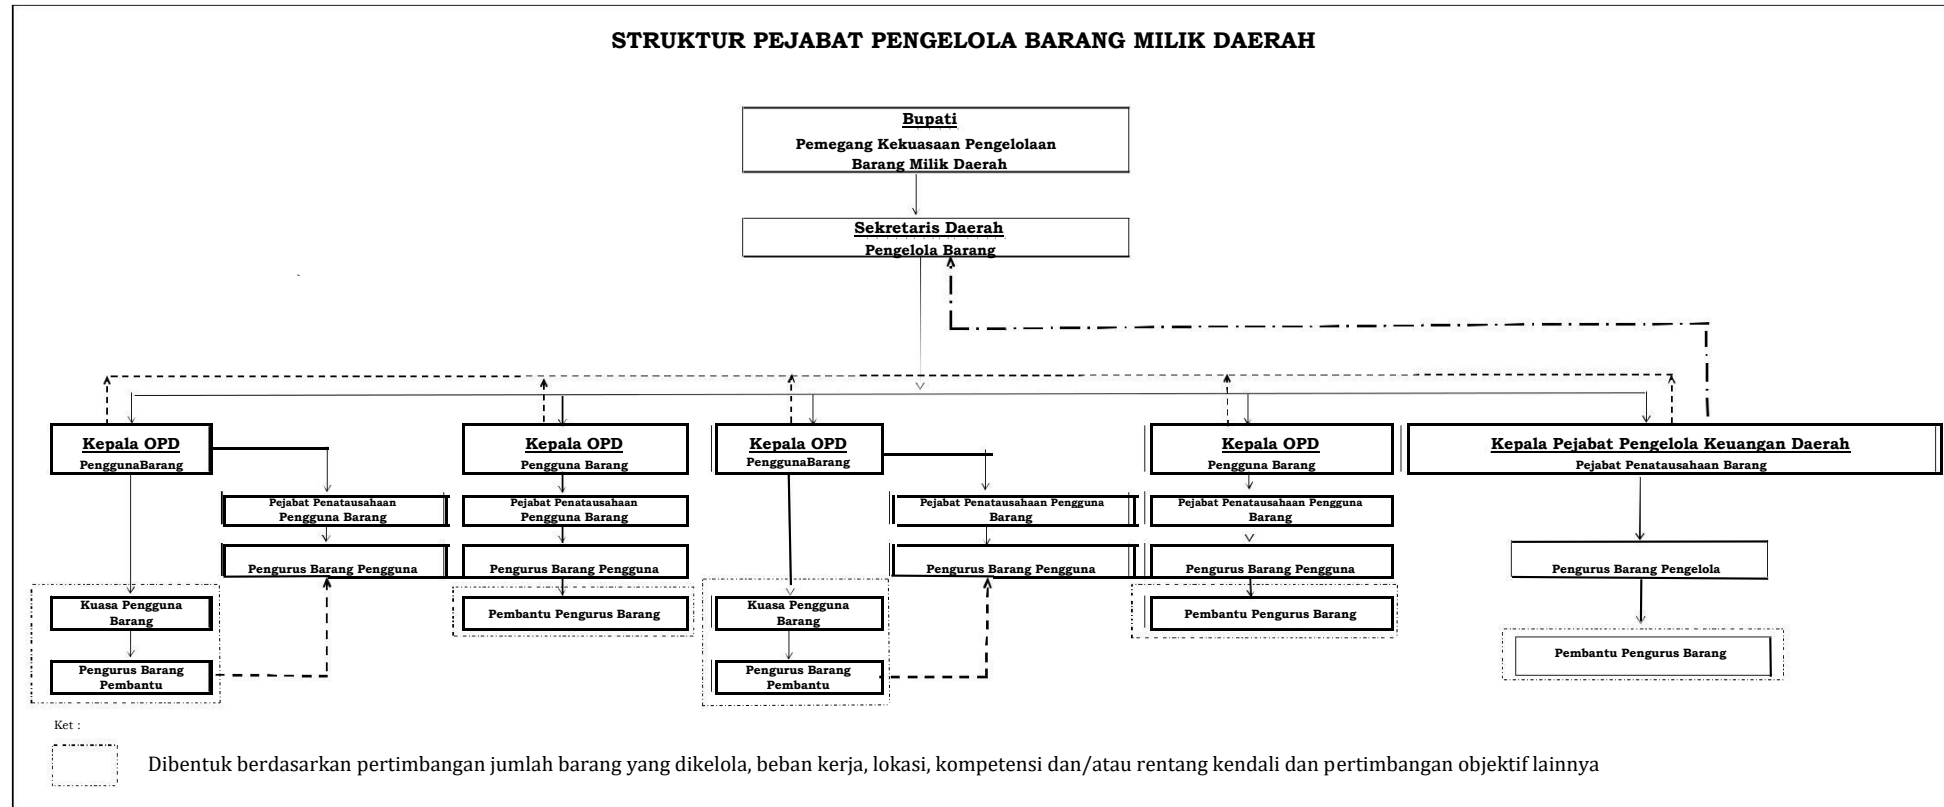 STRUKTUR PEJABAT PENGELOLA BARANG MILIK DAERAH
Bupati
Pemegang Kekuasaan Pengelolaan
Barang Milik Daerah
Sekretaris Daerah
Pengelola Barang
Kepala OPD
PenggunaBarang
Kepala OPD
Pengguna Barang
Kepala OPD
PenggunaBarang
Kepala OPD
Pengguna Barang
Kepala Pejabat Pengelola Keuangan Daerah
Pejabat Penatausahaan Barang
Pejabat Penatausahaan
Pengguna Barang
Pejabat Penatausahaan
Pengguna Barang
Pejabat Penatausahaan Pengguna
Barang
Pejabat Penatausahaan Pengguna
Barang
Pengurus Barang Pengguna
Pengurus Barang Pengguna
Pengurus Barang Pengguna
Pengurus Barang Pengguna
Pengurus Barang Pengelola
Kuasa Pengguna
Barang
Pembantu Pengurus Barang
Kuasa Pengguna
Barang
Pembantu Pengurus Barang
Pengurus Barang
Pembantu
Pengurus Barang
Pembantu
Pembantu Pengurus Barang
Ket :
Dibentuk berdasarkan pertimbangan jumlah barang yang dikelola, beban kerja, lokasi, kompetensi dan/atau rentang kendali dan pertimbangan objektif lainnya